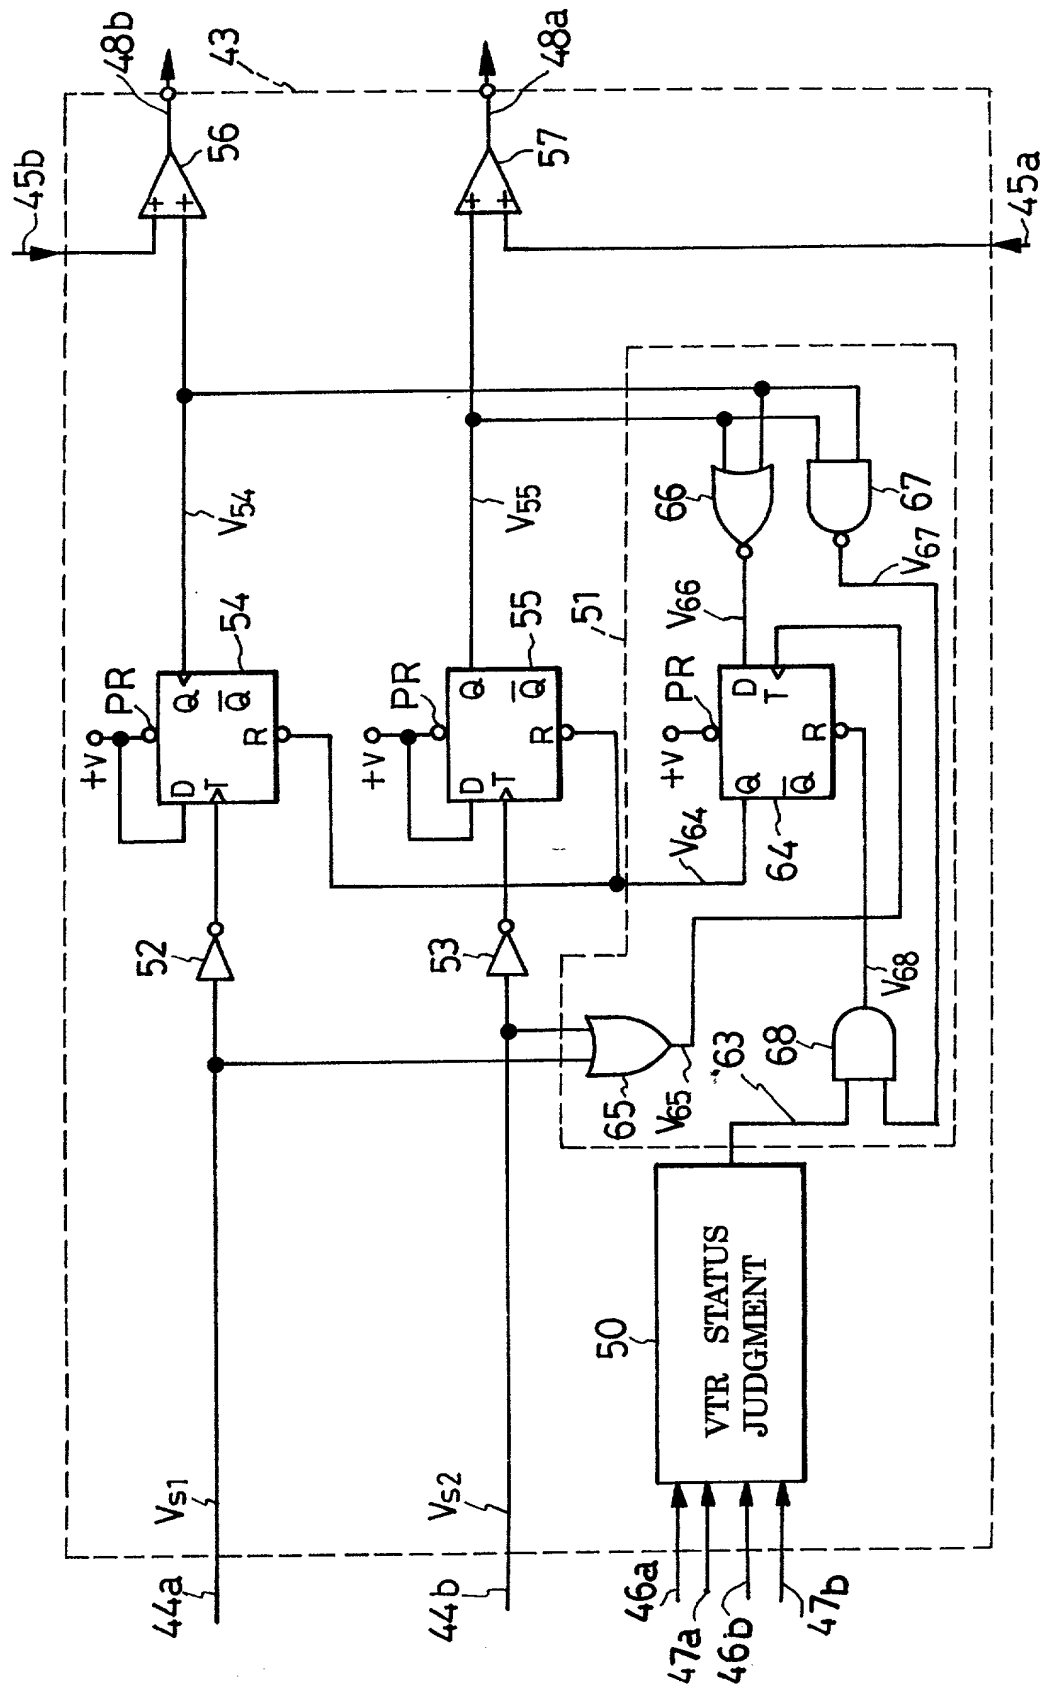 48b
43
48a
45b
56
57
45a
V54
V55
66
67
V67
51
V66
PR
+V
54
D
Q
Q
T
R
PR
+V
55
D
Q
Q
T
R
PR
+V
64
D
Q
Q
T
R
V64
52
53
65
V65
63
68
V68
50
VTR STATUS
JUDGMENT
Vs1
Vs2
44a
44b
46a
47a
46b
47b
+
+
+
+